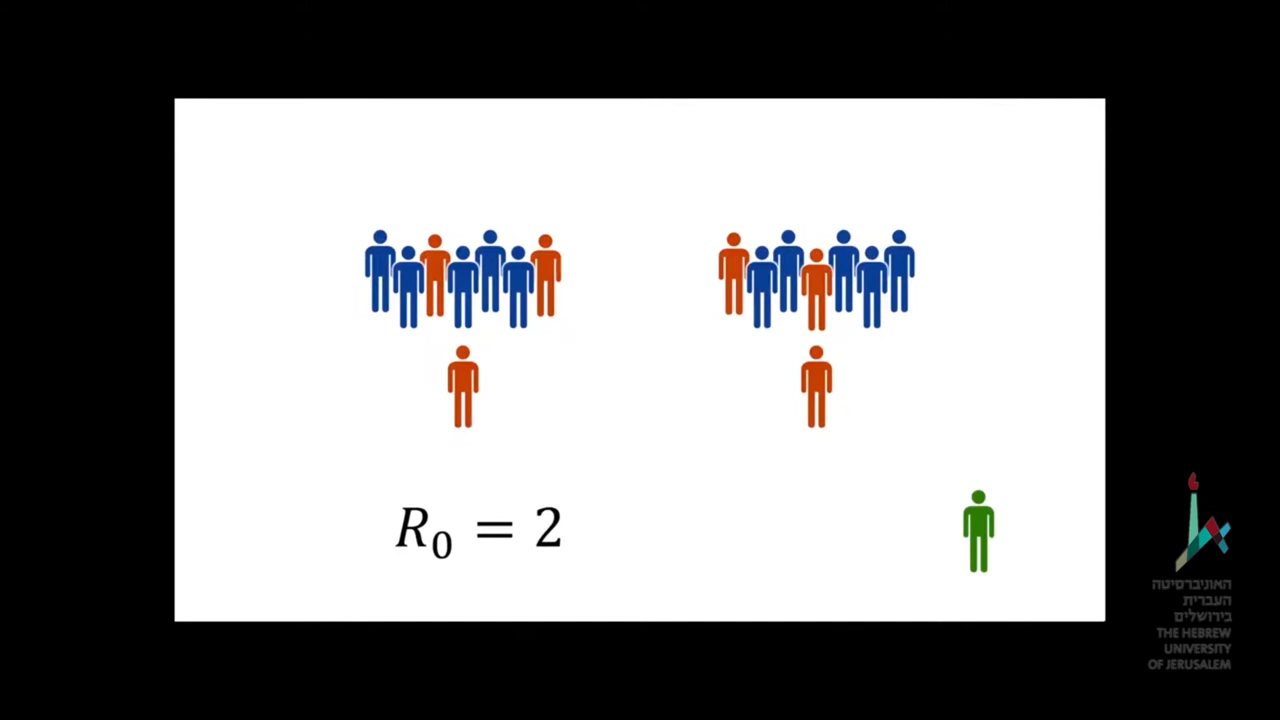 R₀ = 2
האוניברסיטה
העברית
בירושלים
THE HEBREW
UNIVERSITY
OF JERUSALEM